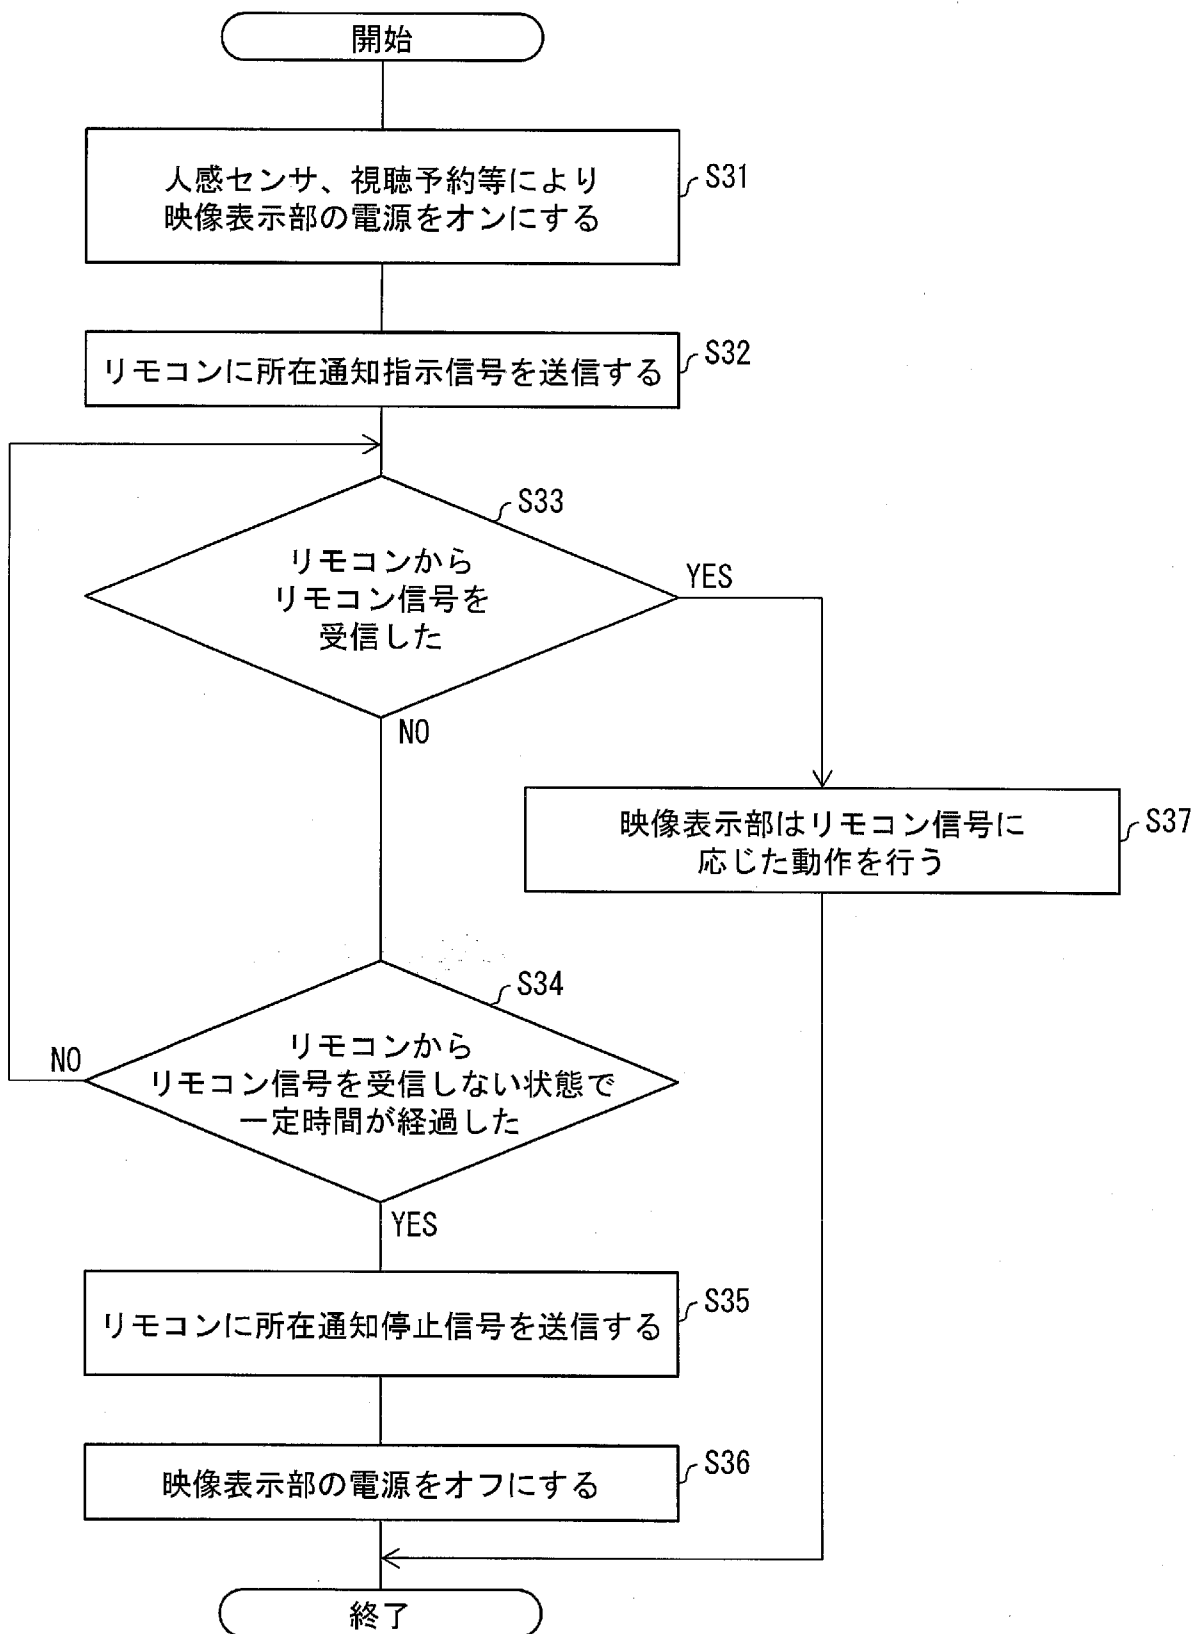 開始
人感センサ、視聴予約等により
映像表示部の電源をオンにする
S31
リモコンに所在通知指示信号を送信する
S32
S33
リモコンから
リモコン信号を
受信した
YES
NO
映像表示部はリモコン信号に
応じた動作を行う
S37
S34
リモコンから
リモコン信号を受信しない状態で
一定時間が経過した
NO
YES
リモコンに所在通知停止信号を送信する
S35
映像表示部の電源をオフにする
S36
終了